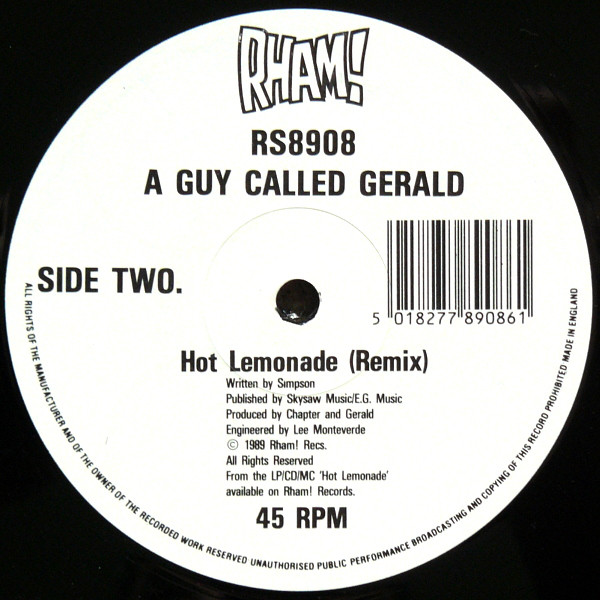 RHAM!
RS8908
A GUY CALLED GERALD
SIDE TWO.
5 018277 890861
Hot Lemonade (Remix)
Written by Simpson
Published by Skysaw Music/E.G. Music
Produced by Chapter and Gerald
Engineered by Lee Monteverde
© 1989 Rham! Recs.
All Rights Reserved
From the LP/CD/MC 'Hot Lemonade'
available on Rham! Records.
45 RPM
ALL RIGHTS OF THE MANUFACTURER AND OF THE OWNER OF THE RECORDED WORK RESERVED UNAUTHORISED PUBLIC PERFORMANCE BROADCASTING AND COPYING OF THIS RECORD PROHIBITED MADE IN ENGLAND